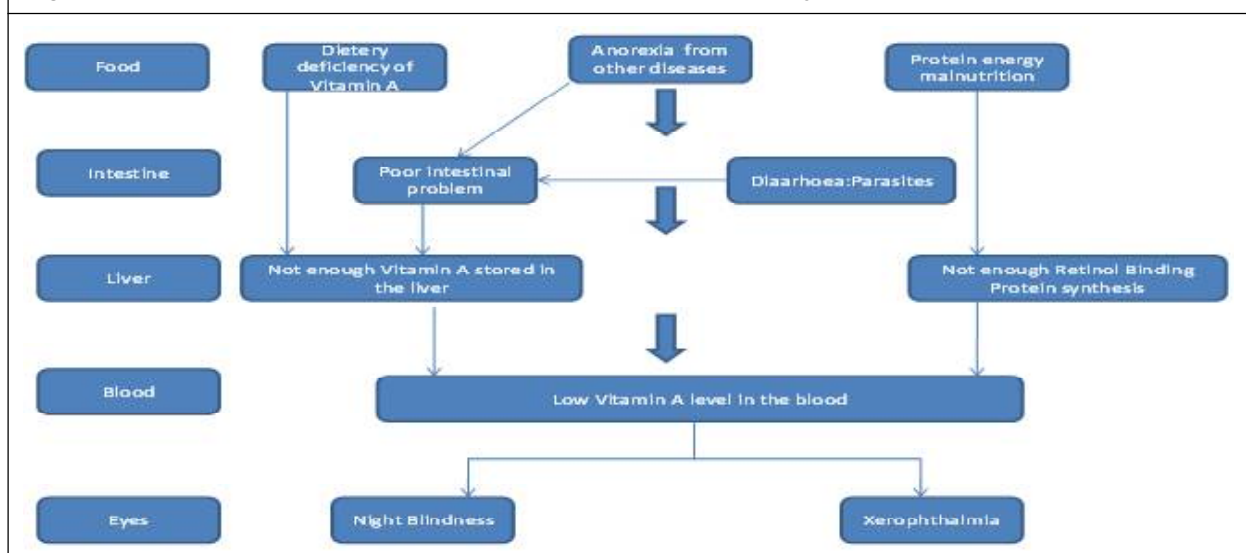 Food
Dietery
deficiency of
Vitamin A
Anorexia from
other diseases
Protein energy
malnutrition
Intestine
Poor intestinal
problem
Diaarhoea:Parasites
Liver
Not enough Vitamin A stored in
the liver
Not enough Retinol Binding
Protein synthesis
Blood
Low Vitamin A level in the blood
Eyes
Night Blindness
Xerophthalmia